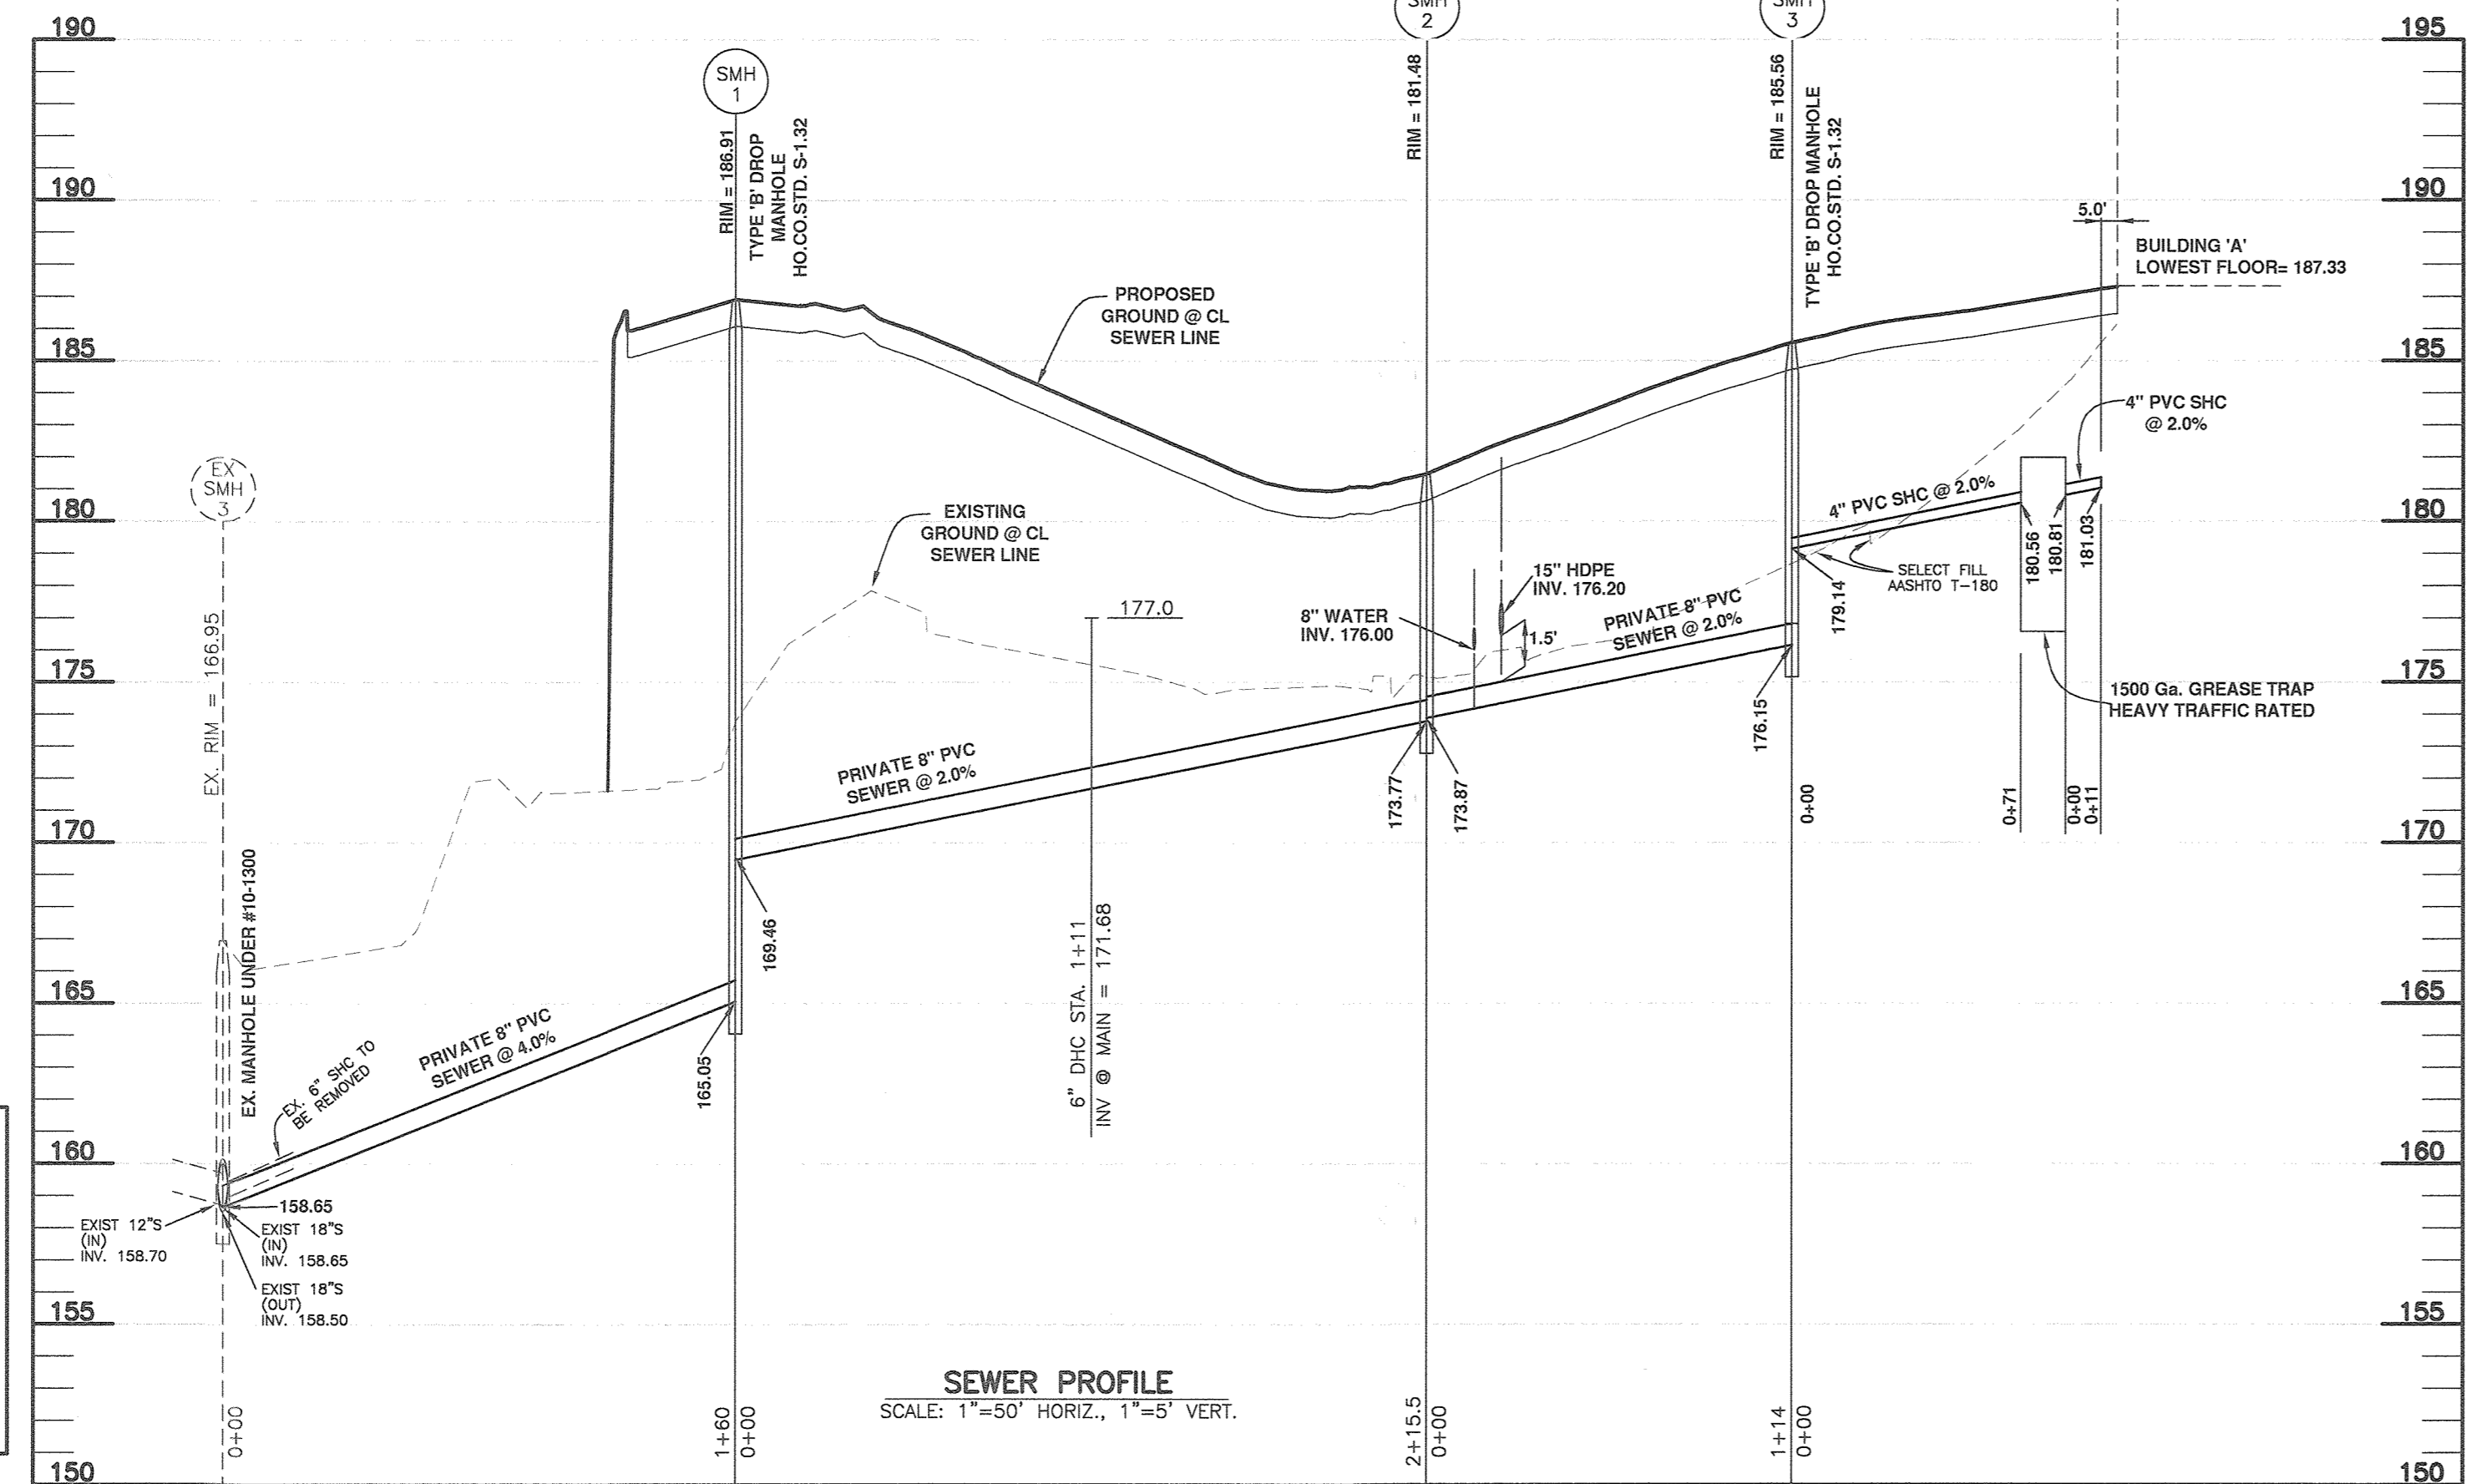 SMH
2
SMH
3
190
195
SMH
1
RIM = 186.91
TYPE 'B' DROP
MANHOLE
HO.CO.STD. S-1.32
RIM = 181.48
RIM = 185.56
TYPE 'B' DROP MANHOLE
HO.CO.STD. S-1.32
190
190
5.0'
BUILDING 'A'
LOWEST FLOOR= 187.33
PROPOSED
GROUND @ CL
SEWER LINE
185
185
4" PVC SHC
@ 2.0%
EX
SMH
3
EX. RIM = 166.95
EXISTING
GROUND @ CL
SEWER LINE
4" PVC SHC @ 2.0%
180
180
180.56
180.81
181.03
15" HDPE
INV. 176.20
SELECT FILL
AASHTO T-180
177.0
8" WATER
INV. 176.00
1.5'
PRIVATE 8" PVC
SEWER @ 2.0%
179.14
175
175
1500 Ga. GREASE TRAP
HEAVY TRAFFIC RATED
176.15
PRIVATE 8" PVC
SEWER @ 2.0%
173.77
173.87
0+00
0+71
0+00
0+11
170
170
EX. MANHOLE UNDER #10-1300
169.46
6" DHC STA. 1+11
INV @ MAIN = 171.68
165
165
PRIVATE 8" PVC
SEWER @ 4.0%
165.05
EX. 6" SHC TO
BE REMOVED
160
160
158.65
EXIST 12"S
(IN)
INV. 158.70
EXIST 18"S
(IN)
INV. 158.65
EXIST 18"S
(OUT)
INV. 158.50
155
155
SEWER PROFILE
SCALE: 1"=50' HORIZ., 1"=5' VERT.
0+00
1+60
0+00
2+15.5
0+00
1+14
0+00
150
150